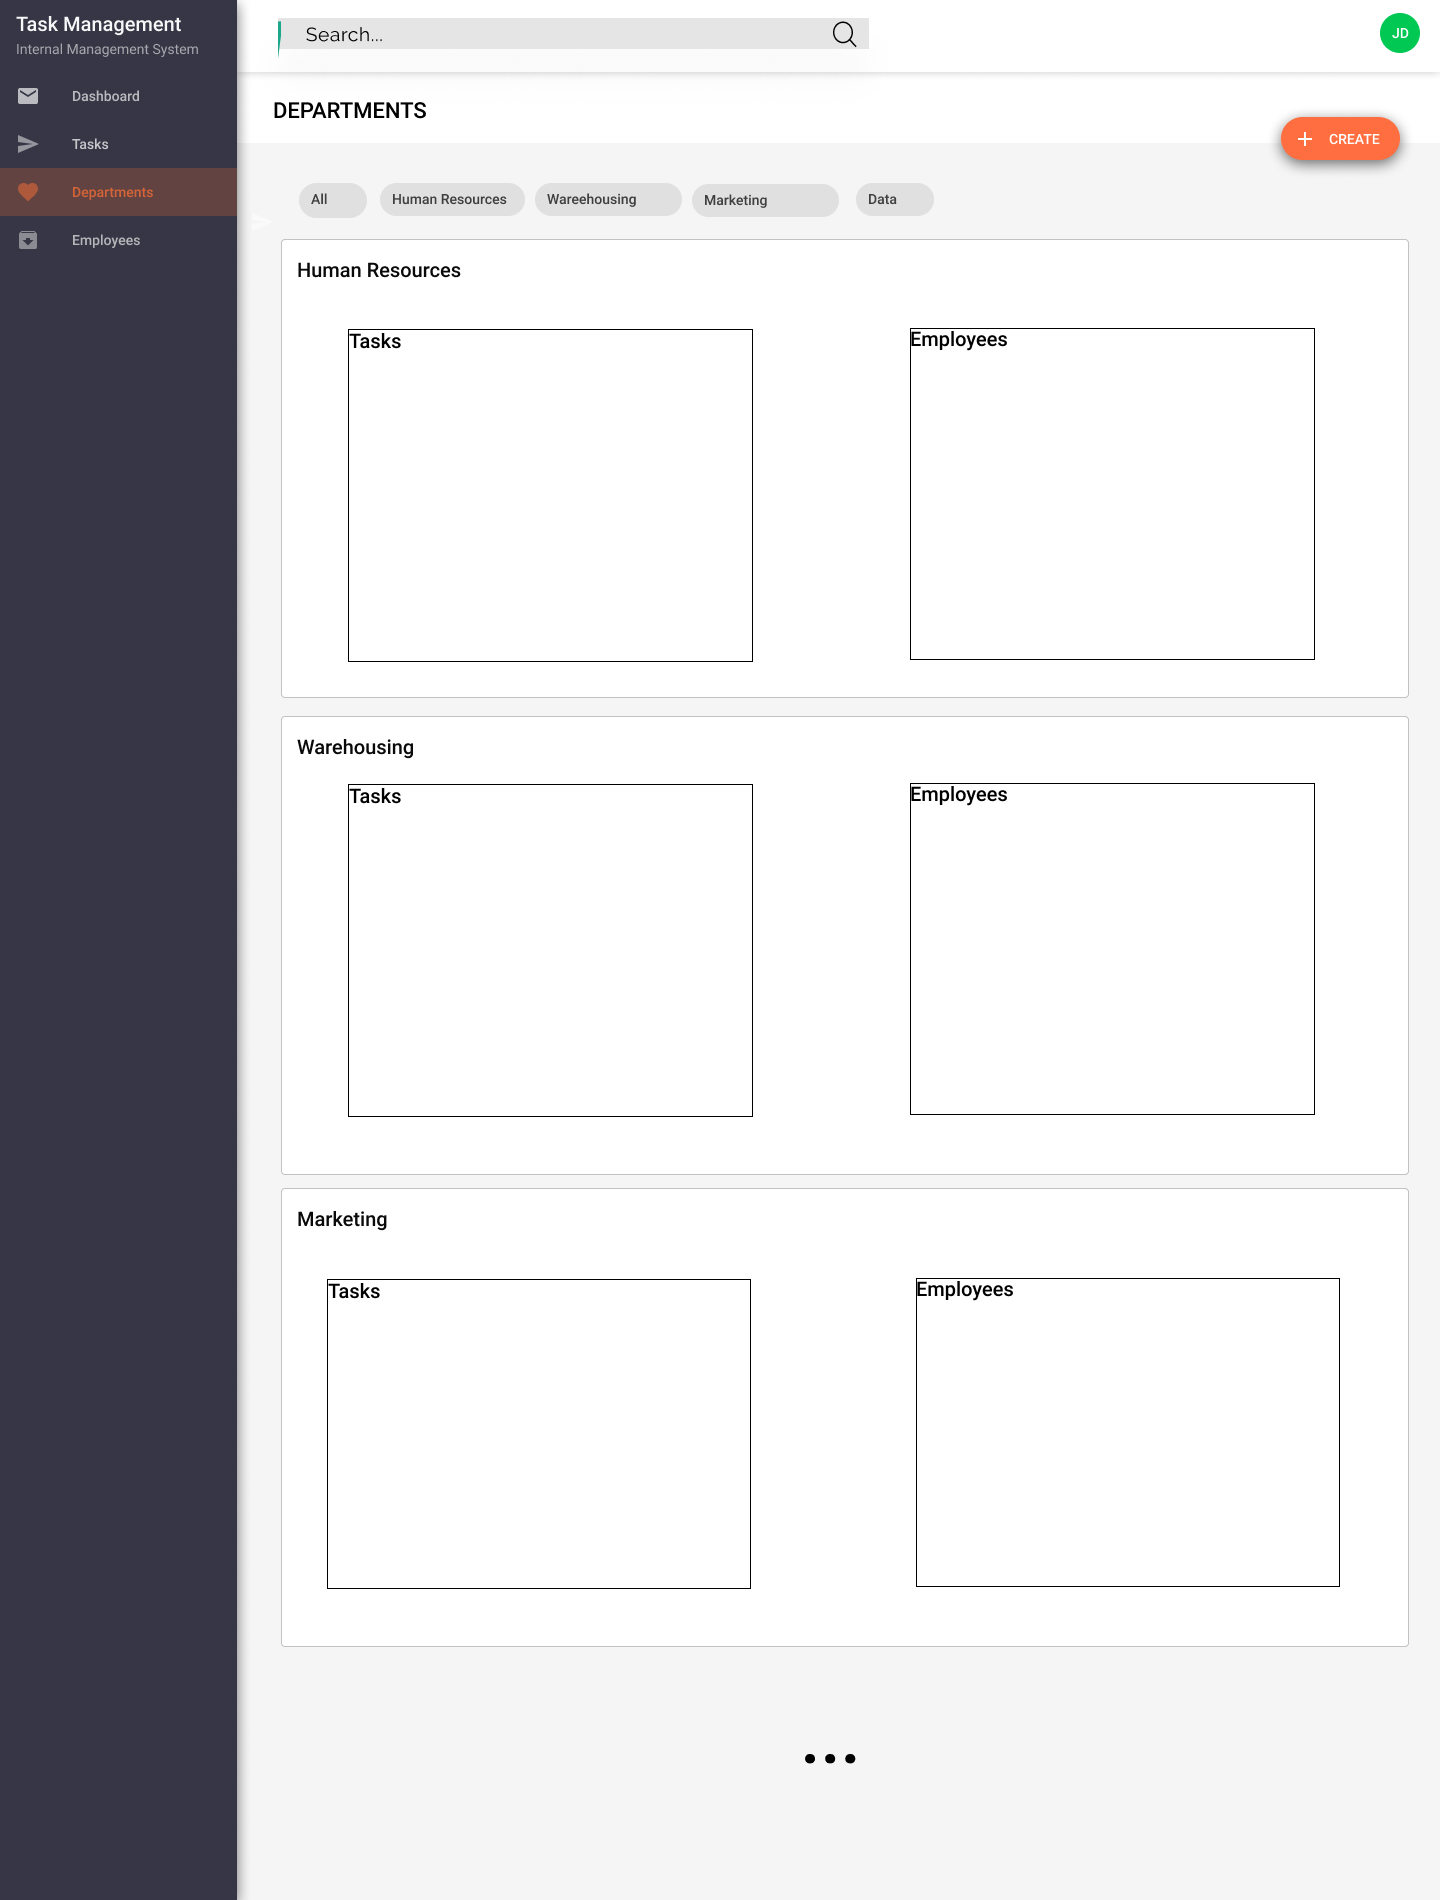 Task Management
Internal Management System
Dashboard
Tasks
Departments
Employees
Search...
JD
DEPARTMENTS
CREATE
All
Human Resources
Wareehousing
Marketing
Data
Human Resources
Tasks
Employees
Warehousing
Tasks
Employees
Marketing
Tasks
Employees